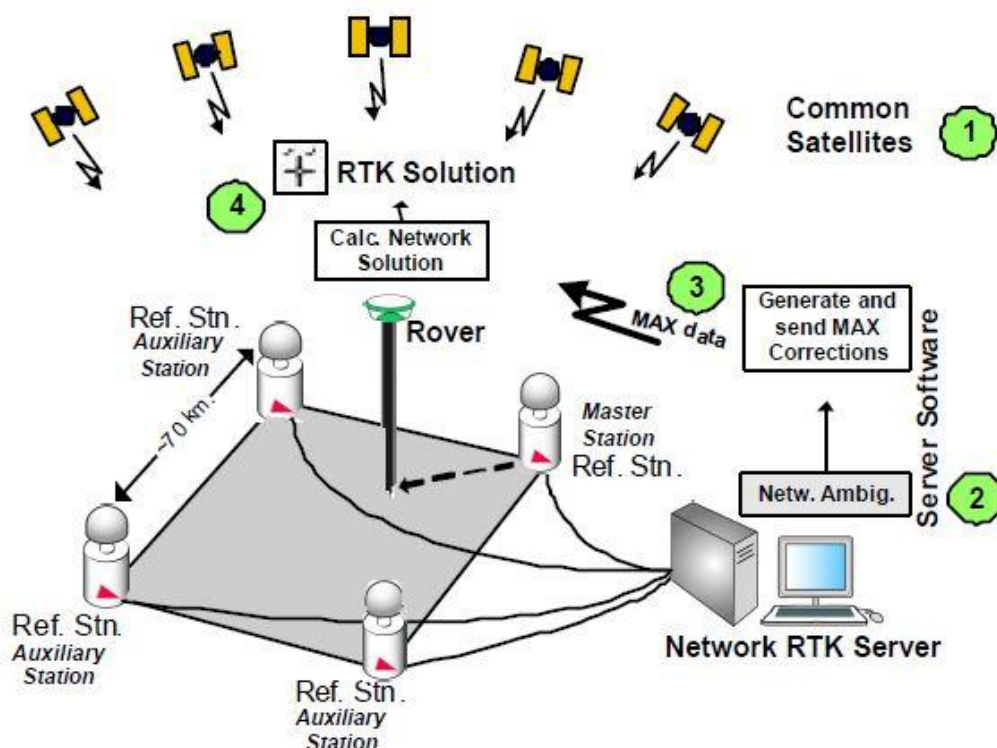 Common
Satellites
1
RTK Solution
4
Calc. Network
Solution
3
MAX data
Generate and
send MAX
Corrections
Server Software
Ref. Stn.
Auxiliary
Station
Rover
~70 km.
Master
Station
Ref. Stn.
Netw. Ambig.
2
Ref. Stn.
Auxiliary
Station
Network RTK Server
Ref. Stn.
Auxiliary
Station